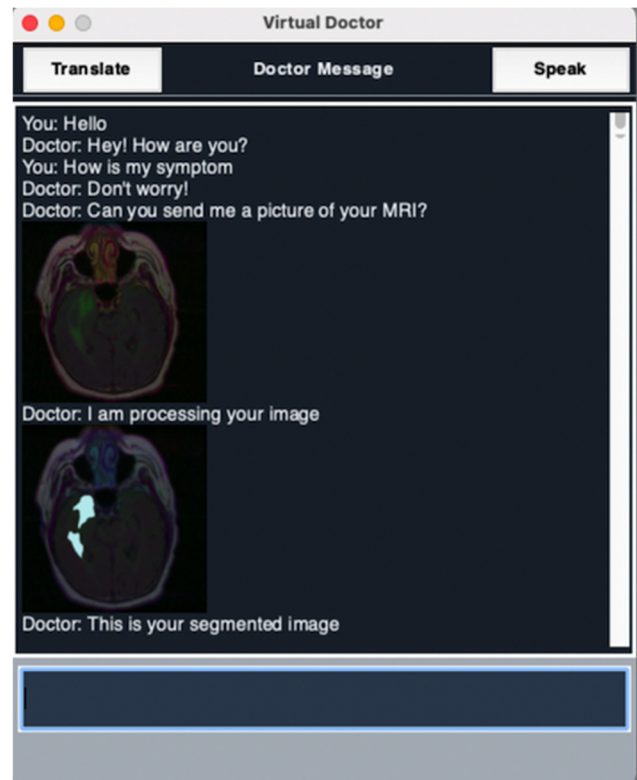 Virtual Doctor
Translate
Doctor Message
Speak
You: Hello
Doctor: Hey! How are you?
You: How is my symptom
Doctor: Don't worry!
Doctor: Can you send me a picture of your MRI?
Doctor: I am processing your image
Doctor: This is your segmented image